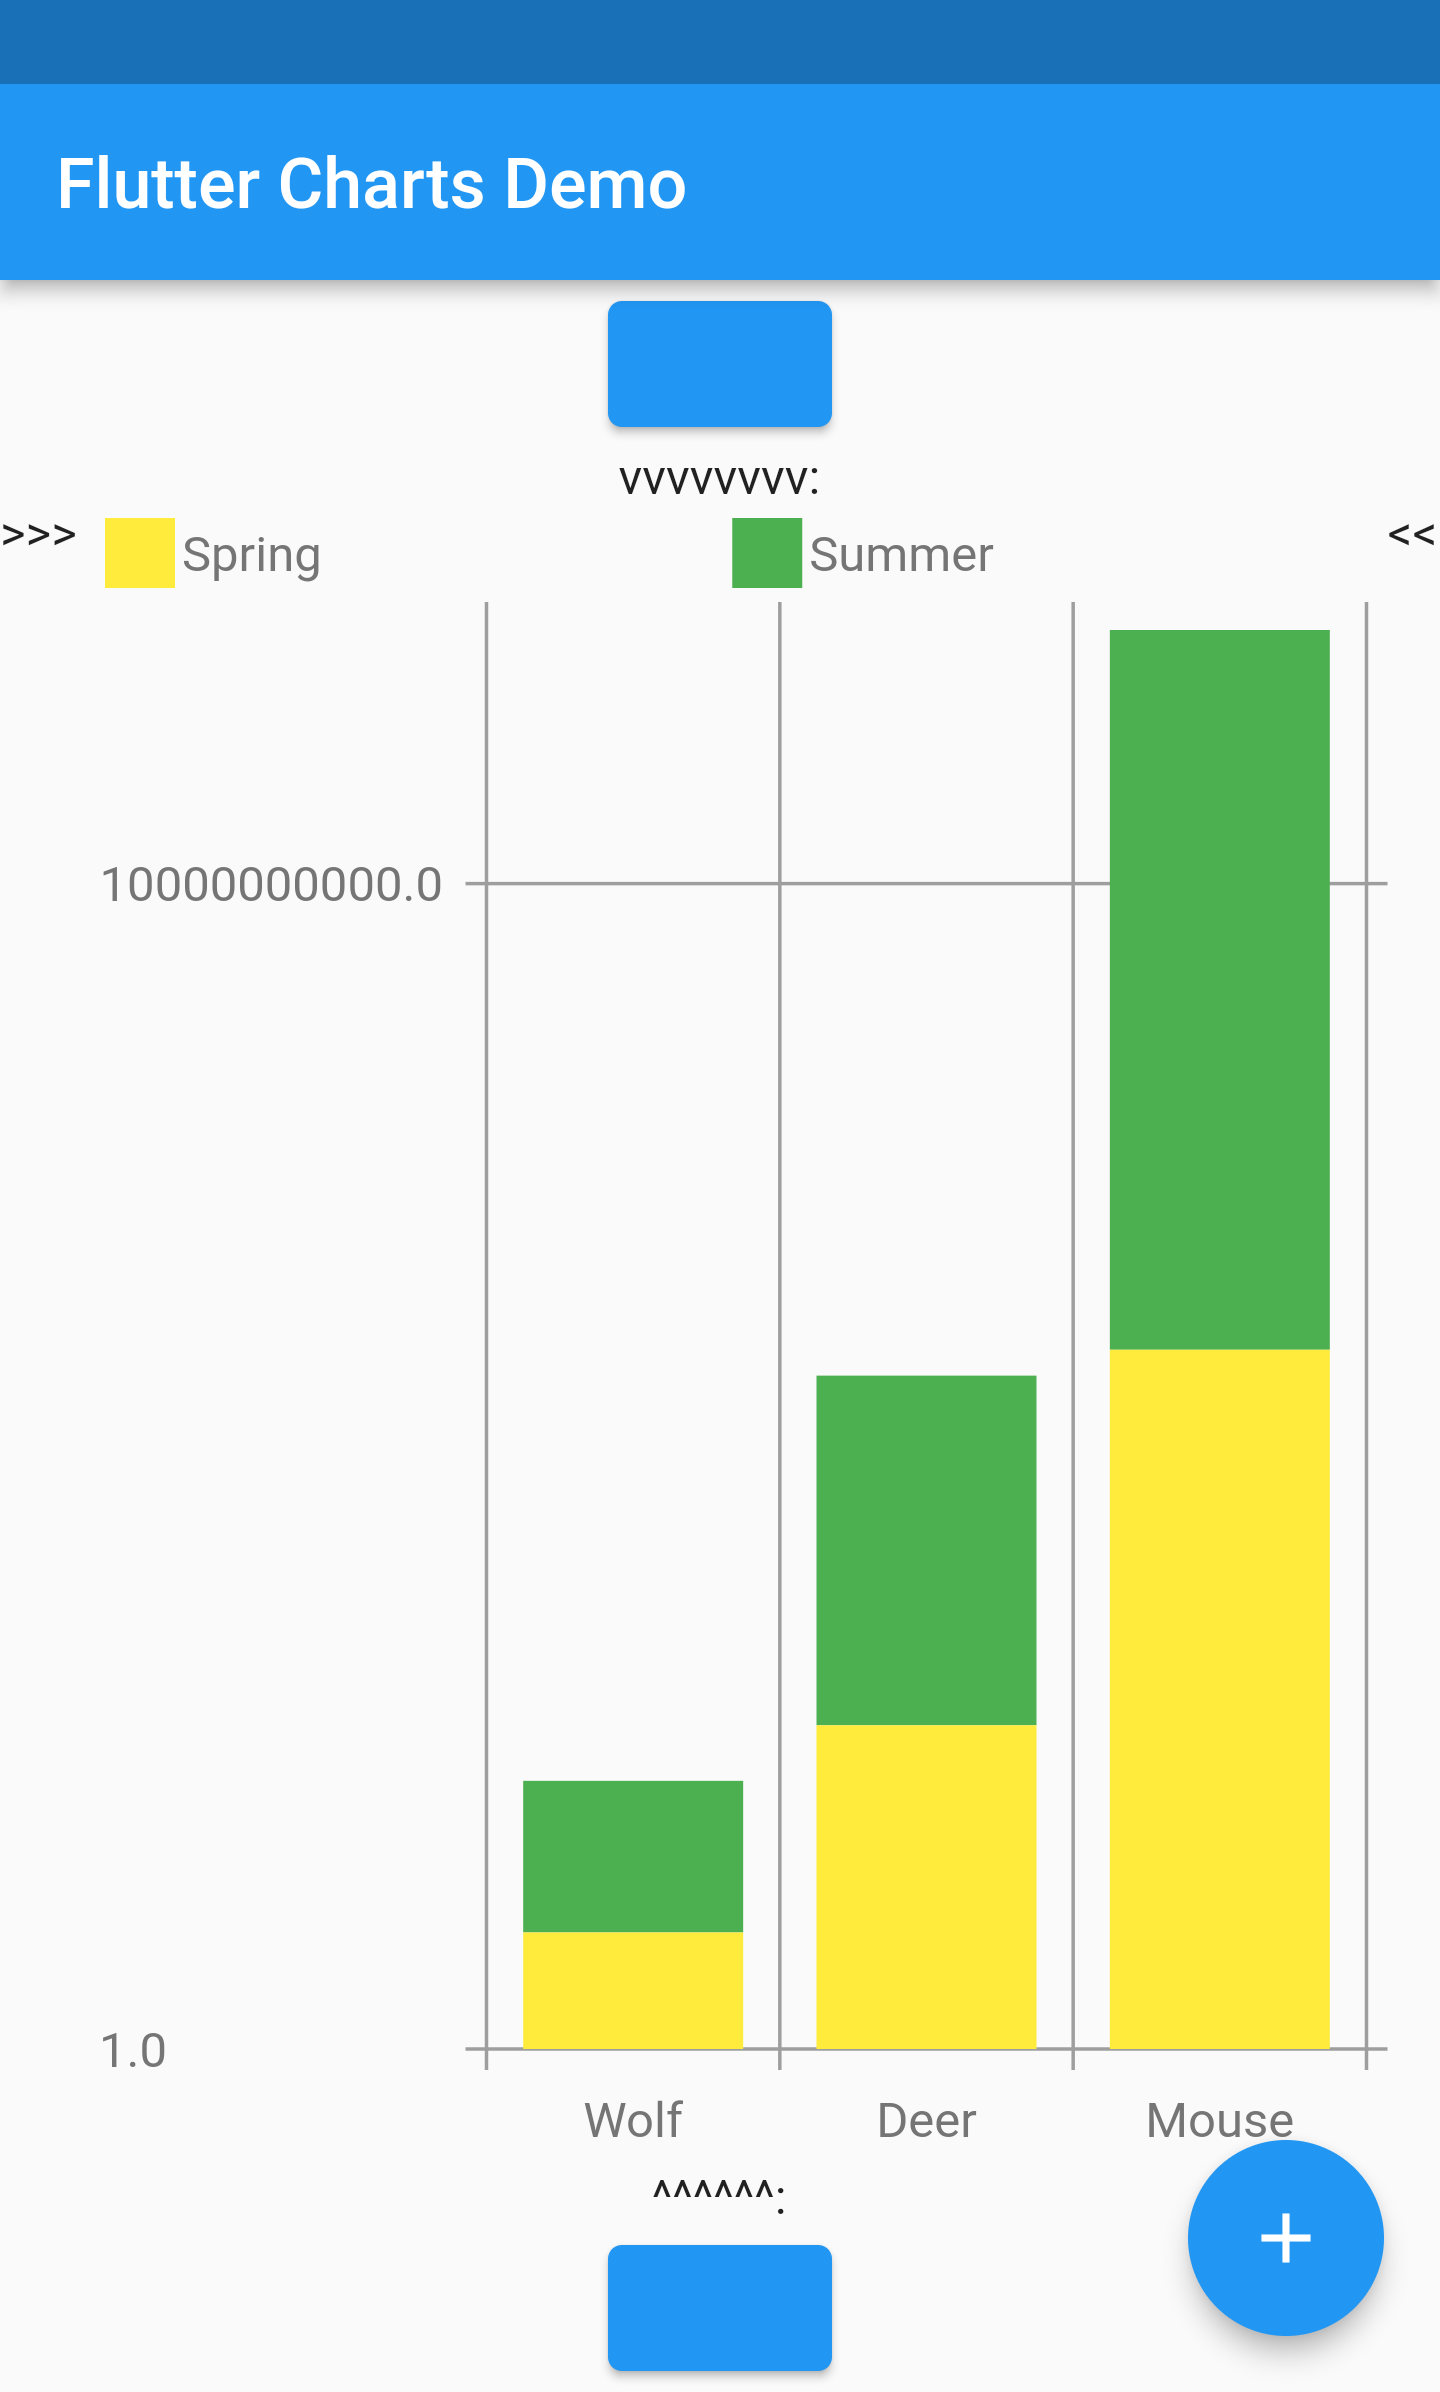 Flutter Charts Demo
vvvvvvvv:
>>> Spring Summer <<
10000000000.0
1.0
Wolf Deer Mouse
^^^^^^:
+